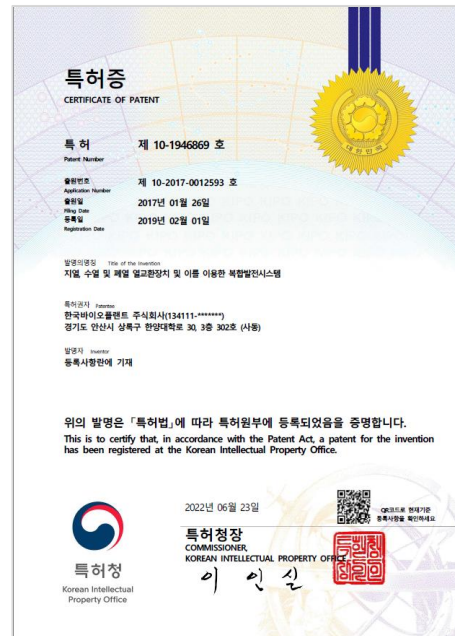 특허증
CERTIFICATE OF PATENT
특 허 제 10-1946869 호
Patent Number
출원번호 제 10-2017-0012593 호
Application Number
출원일 2017년 01월 26일
Filing Date
등록일 2019년 02월 01일
Registration Date
대한민국
발명의명칭 Title of the Invention
지열, 수열 및 폐열 열교환장치 및 이를 이용한 복합발전시스템
특허권자 Patentee
한국바이오플랜트 주식회사(134111-*******)
경기도 안산시 상록구 한양대학로 30, 3층 302호 (사동)
발명자 Inventor
등록사항란에 기재
위의 발명은 「특허법」에 따라 특허원부에 등록되었음을 증명합니다.
This is to certify that, in accordance with the Patent Act, a patent for the invention
has been registered at the Korean Intellectual Property Office.
2022년 06월 23일
QR코드로 현재기준
등록사항을 확인하세요
특허청장
COMMISSIONER,
KOREAN INTELLECTUAL PROPERTY OFFICE
이 인 실
특허청
Korean Intellectual
Property Office